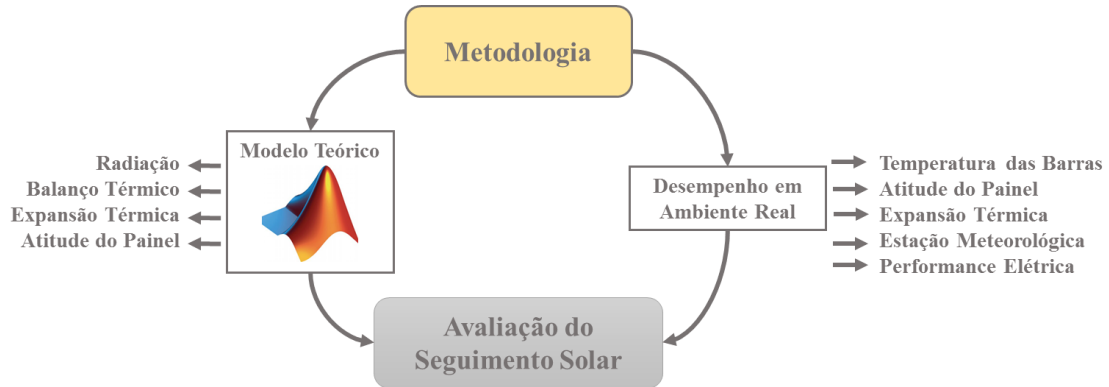 Metodologia
Modelo Teórico
Radiação
Balanço Térmico
Expansão Térmica
Atitude do Painel
Desempenho em
Ambiente Real
Temperatura das Barras
Atitude do Painel
Expansão Térmica
Estação Meteorológica
Performance Elétrica
Avaliação do
Seguimento Solar